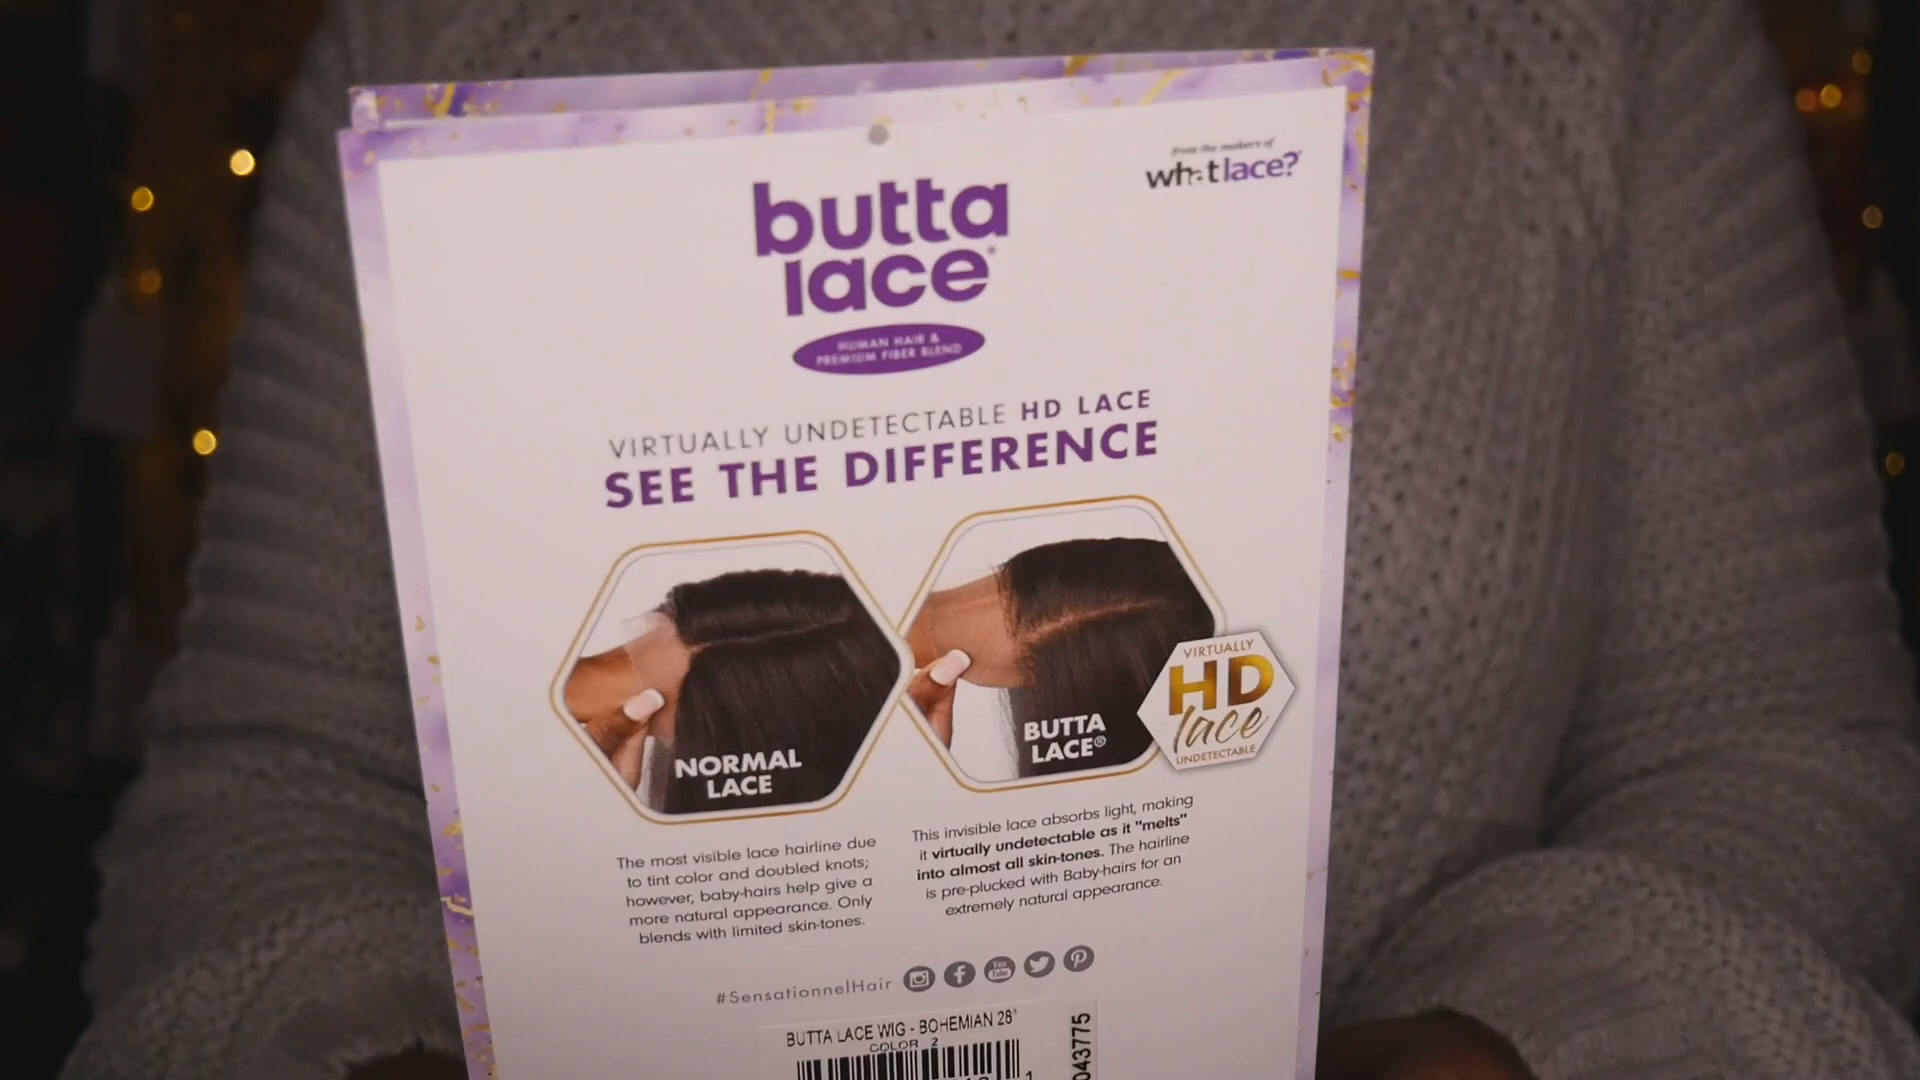 from the makers of
whatlace?
butta
lace®
HUMAN HAIR &
PREMIUM FIBER BLEND
VIRTUALLY UNDETECTABLE HD LACE
SEE THE DIFFERENCE
NORMAL
LACE
BUTTA
LACE®
VIRTUALLY
HD
lace
UNDETECTABLE
The most visible lace hairline due
to tint color and doubled knots;
however, baby-hairs help give a
more natural appearance. Only
blends with limited skin-tones.
This invisible lace absorbs light, making
it virtually undetectable as it "melts"
into almost all skin-tones. The hairline
is pre-plucked with Baby-hairs for an
extremely natural appearance.
#SensationnelHair
You
Tube
BUTTA LACE WIG - BOHEMIAN 28"
COLOR 2
043775